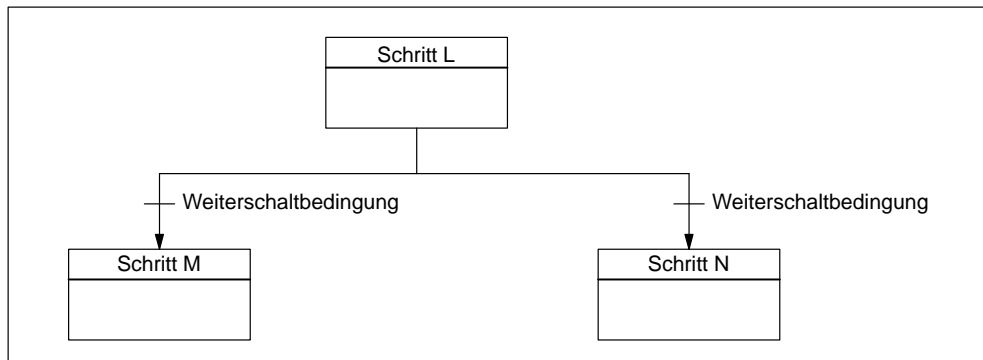 Schritt L
Weiterschaltbedingung
Weiterschaltbedingung
Schritt M
Schritt N